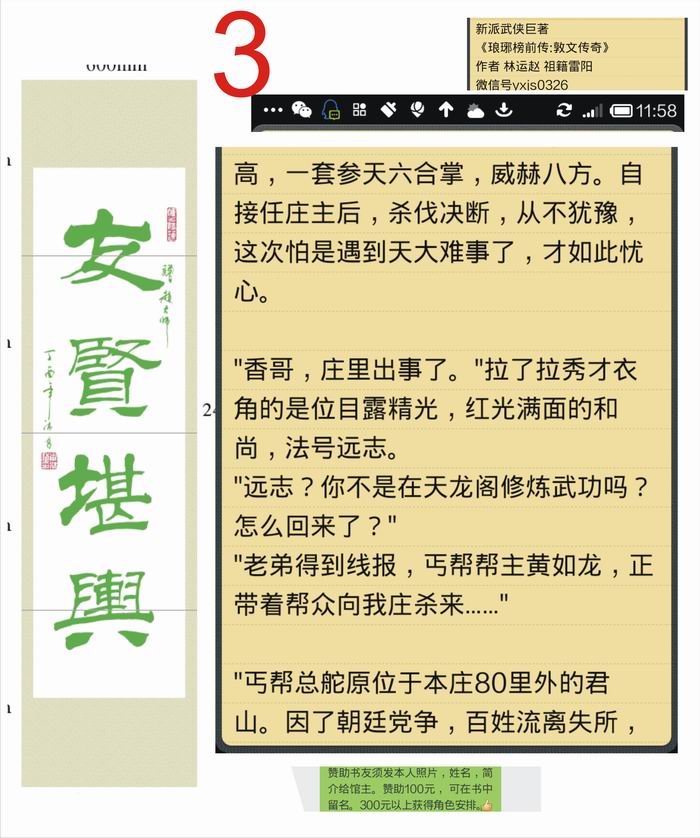 3
新派武侠巨著
《琅琊榜前传:敦文传奇》
作者 林运赵 祖籍雷阳
微信号yxjs0326
11:58
高，一套参天六合掌，威赫八方。自
接任庄主后，杀伐决断，从不犹豫，
这次怕是遇到天大难事了，才如此忧
心。
"香哥，庄里出事了。"拉了拉秀才衣
角的是位目露精光，红光满面的和
尚，法号远志。
"远志？你不是在天龙阁修炼武功吗？
怎么回来了？"
"老弟得到线报，丐帮帮主黄如龙，正
带着帮众向我庄杀来……"
"丐帮总舵原位于本庄80里外的君
山。因了朝廷党争，百姓流离失所，
友
賢
堪
輿
丁酉年
24
赞助书友须发本人照片，姓名，简
介给馆主。赞助100元，可在书中
留名。300元以上获得角色安排。👍